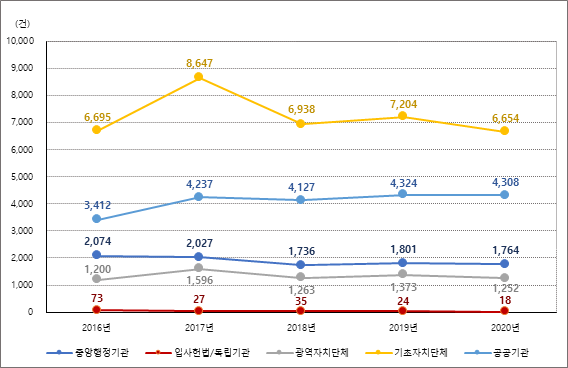 (건)
10,000
9,000
8,000
7,000
6,000
5,000
4,000
3,000
2,000
1,000
0
6,695 8,647 6,938 7,204 6,654
3,412 4,237 4,127 4,324 4,308
2,074 2,027 1,736 1,801 1,764
1,200 1,596 1,263 1,373 1,252
73 27 35 24 18
2016년 2017년 2018년 2019년 2020년
중앙행정기관 입사헌법/독립기관 광역자치단체 기초자치단체 공공기관